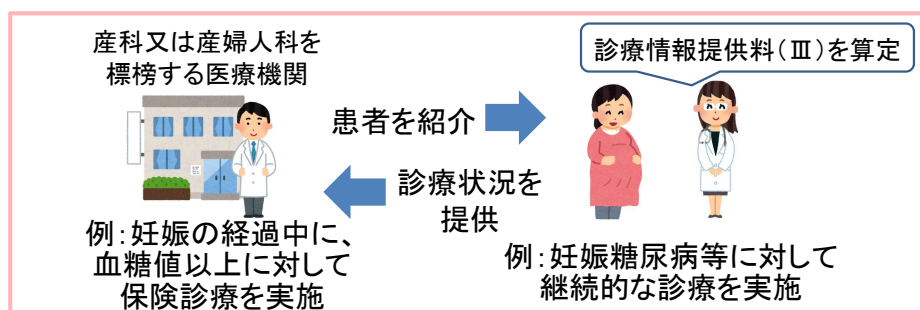 産科又は産婦人科を
標榜する医療機関
診療情報提供料(Ⅲ)を算定
患者を紹介
診療状況を
提供
例:妊娠の経過中に、
血糖値以上に対して
保険診療を実施
例:妊娠糖尿病等に対して
継続的な診療を実施